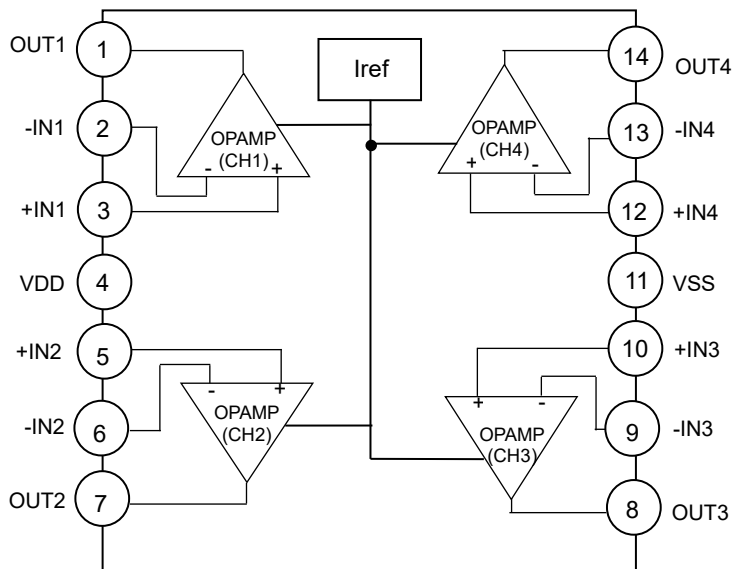 OUT1
1
Iref
14
OUT4
-IN1
2
OPAMP
(CH1)
-
+
OPAMP
(CH4)
+
-
13
-IN4
+IN1
3
12
+IN4
VDD
4
11
VSS
+IN2
5
10
+IN3
-
+
OPAMP
(CH2)
+
-
OPAMP
(CH3)
-IN2
6
9
-IN3
OUT2
7
8
OUT3